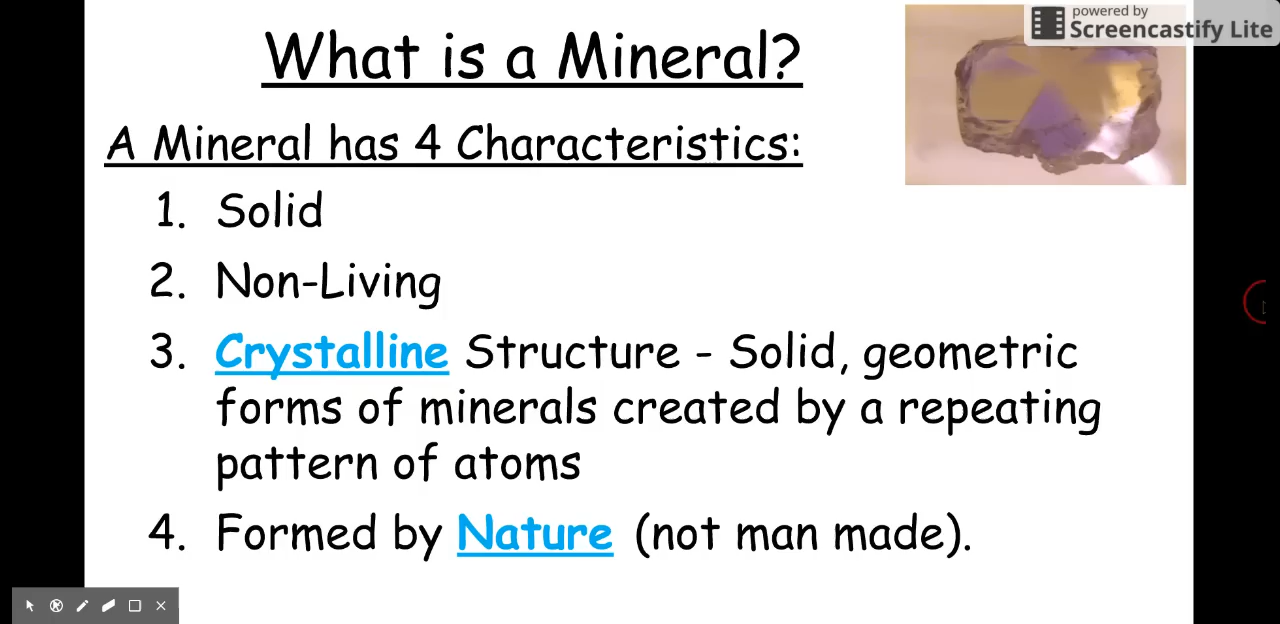 What is a Mineral?
powered by
Screencastify Lite
A Mineral has 4 Characteristics:
1. Solid
2. Non-Living
3. Crystalline Structure - Solid, geometric
forms of minerals created by a repeating
pattern of atoms
4. Formed by Nature (not man made).